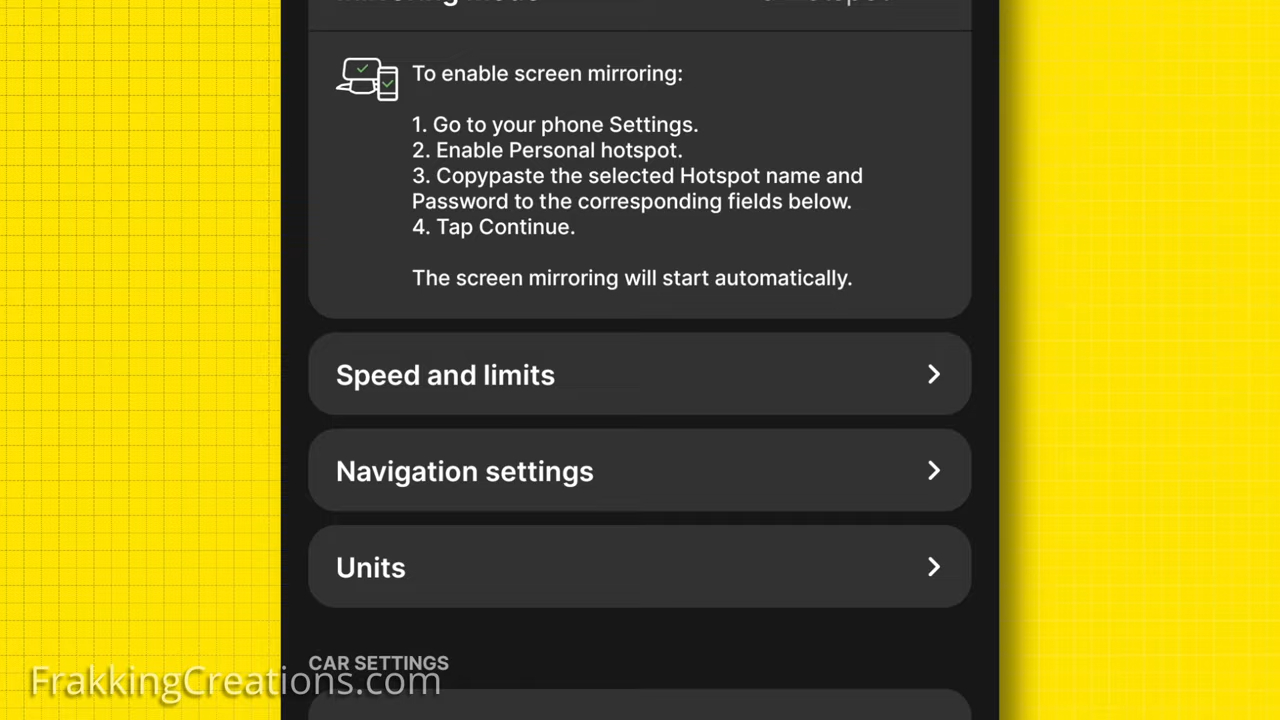 To enable screen mirroring:
1. Go to your phone Settings.
2. Enable Personal hotspot.
3. Copypaste the selected Hotspot name and
Password to the corresponding fields below.
4. Tap Continue.
The screen mirroring will start automatically.
Speed and limits
Navigation settings
Units
CAR SETTINGS
FrakkingCreations.com